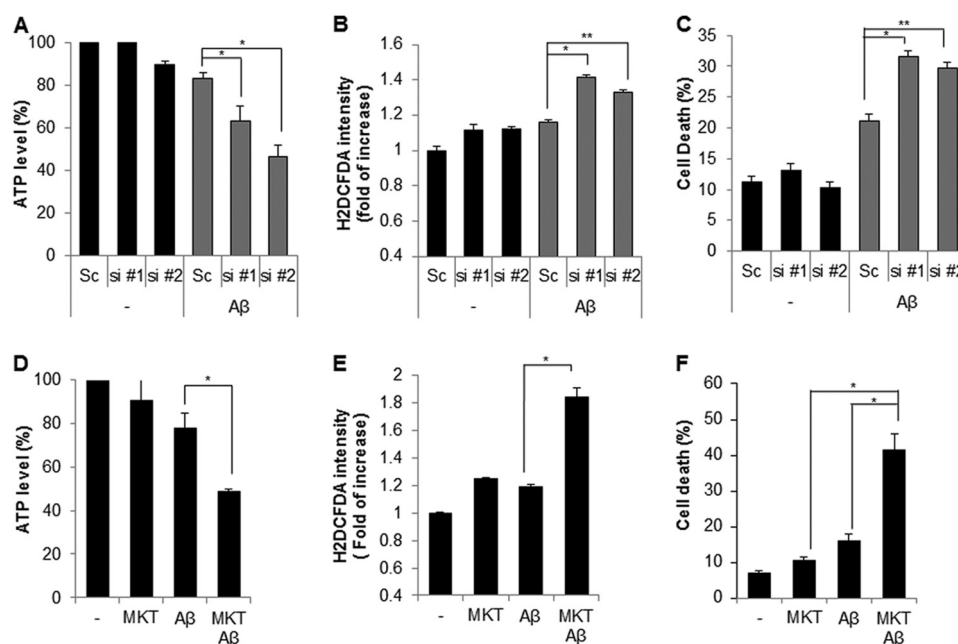 A
ATP level (%)
100
80
60
40
20
0
* *
Sc si #1 si #2 Sc si #1 si #2
- Aβ
B
H2DCFDA intensity
(fold of increase)
1.6
1.4
1.2
1
0.8
0.6
0.4
**
*
Sc si #1 si #2 Sc si #1 si #2
- Aβ
C
Cell Death (%)
35
30
25
20
15
10
5
0
**
*
Sc si #1 si #2 Sc si #1 si #2
- Aβ
D
ATP level (%)
100
80
60
40
20
0
*
- MKT Aβ MKT
Aβ
E
H2DCFDA intensity
( Fold of increase)
2
1.8
1.6
1.4
1.2
1
0.8
0.6
0.4
*
- MKT Aβ MKT
Aβ
F
Cell death (%)
60
50
40
30
20
10
0
*
*
- MKT Aβ MKT
Aβ